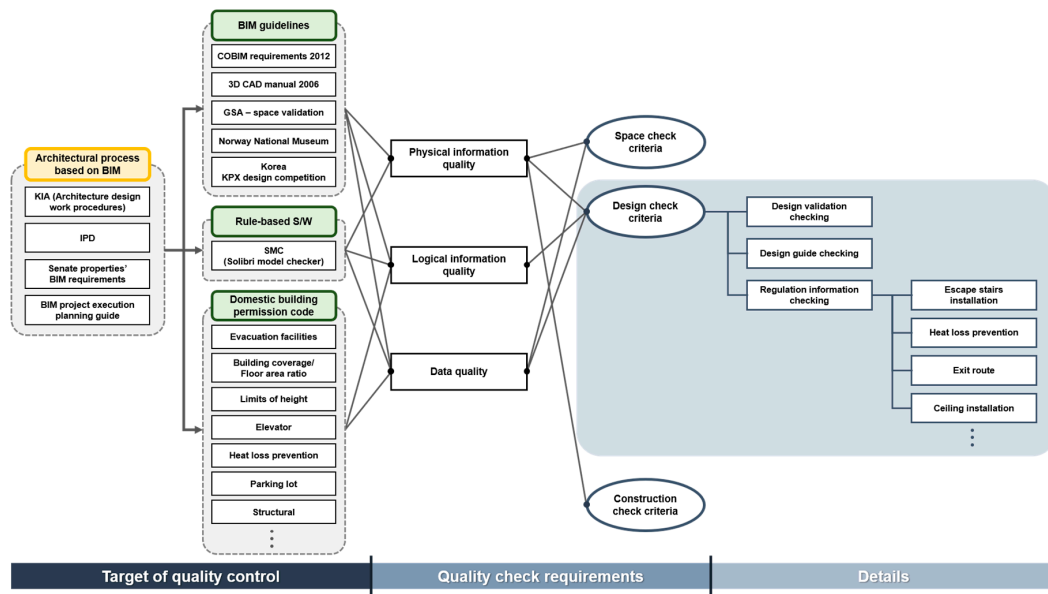 Architectural process
based on BIM
KIA (Architecture design
work procedures)
IPD
Senate properties'
BIM requirements
BIM project execution
planning guide
BIM guidelines
COBIM requirements 2012
3D CAD manual 2006
GSA – space validation
Norway National Museum
Korea
KPX design competition
Rule-based S/W
SMC
(Solibri model checker)
Domestic building
permission code
Evacuation facilities
Building coverage/
Floor area ratio
Limits of height
Elevator
Heat loss prevention
Parking lot
Structural
Physical information
quality
Logical information
quality
Data quality
Space check
criteria
Design check
criteria
Construction
check criteria
Design validation
checking
Design guide checking
Regulation information
checking
Escape stairs
installation
Heat loss prevention
Exit route
Ceiling installation
Target of quality control
Quality check requirements
Details